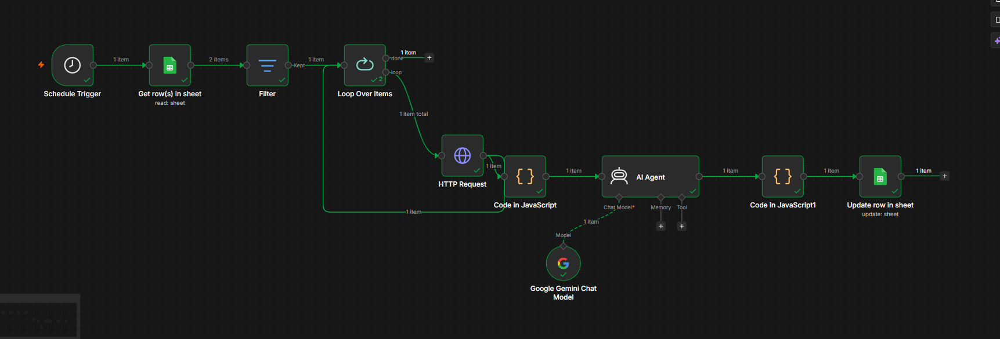 1 item
Schedule Trigger
2 items
Get row(s) in sheet
read: sheet
Kept
1 item
Filter
2
Loop Over Items
1 item
done
loop
1 item total
HTTP Request
1 item
1 item
Code in JavaScript
1 item
AI Agent
Chat Model*
Memory
Tool
1 item
Model
Google Gemini Chat
Model
1 item
Code in JavaScript1
1 item
Update row in sheet
update: sheet
1 item